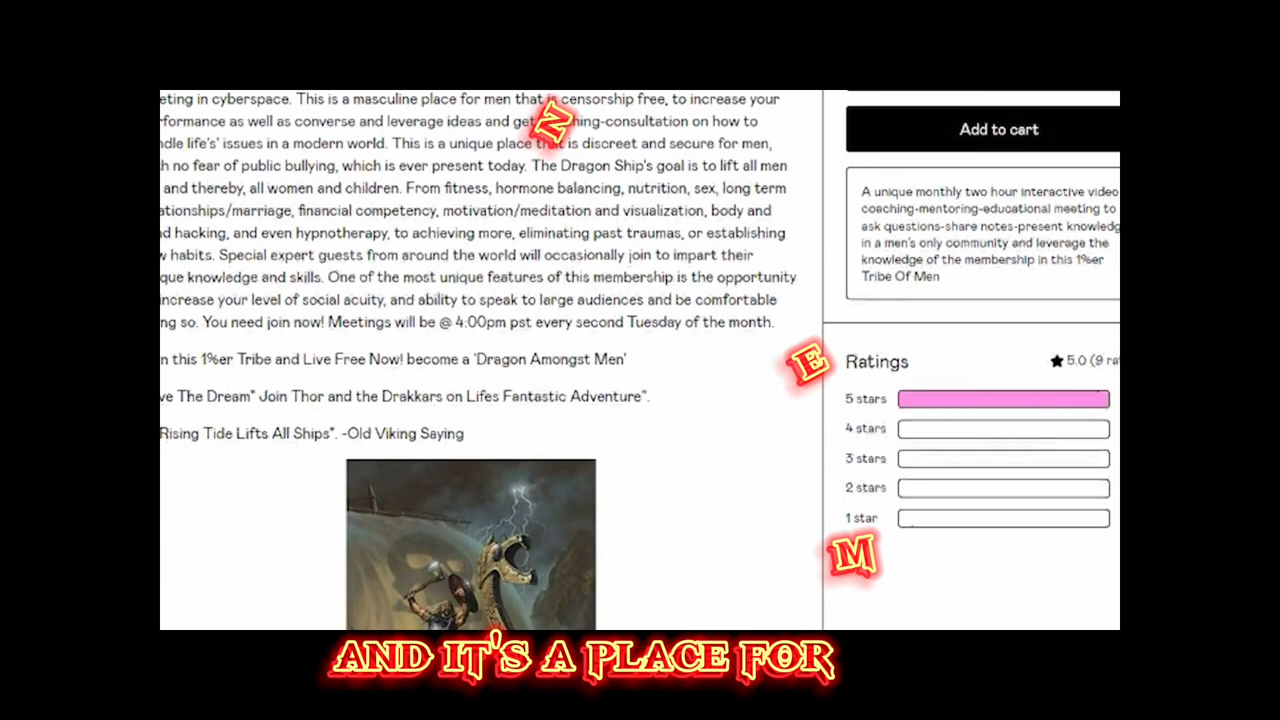 eting in cyberspace. This is a masculine place for men that is censorship free, to increase your
rformance as well as converse and leverage ideas and get hing-consultation on how to
ndle life's' issues in a modern world. This is a unique place that is discreet and secure for men,
h no fear of public bullying, which is ever present today. The Dragon Ship's goal is to lift all men
and thereby, all women and children. From fitness, hormone balancing, nutrition, sex, long term
ationships/marriage, financial competency, motivation/meditation and visualization, body and
d hacking, and even hypnotherapy, to achieving more, eliminating past traumas, or establishing
w habits. Special expert guests from around the world will occasionally join to impart their
que knowledge and skills. One of the most unique features of this membership is the opportunity
increase your level of social acuity, and ability to speak to large audiences and be comfortable
ng so. You need join now! Meetings will be @ 4:00pm pst every second Tuesday of the month.
n this 1%er Tribe and Live Free Now! become a 'Dragon Amongst Men'
ve The Dream" Join Thor and the Drakkars on Lifes Fantastic Adventure".
Rising Tide Lifts All Ships". -Old Viking Saying
Add to cart
A unique monthly two hour interactive video
coaching-mentoring-educational meeting to
ask questions-share notes-present knowledg
in a men's only community and leverage the
knowledge of the membership in this 1%er
Tribe Of Men
Ratings
★ 5.0 (9 ra
5 stars
4 stars
3 stars
2 stars
1 star
N
E
M
AND IT'S A PLACE FOR